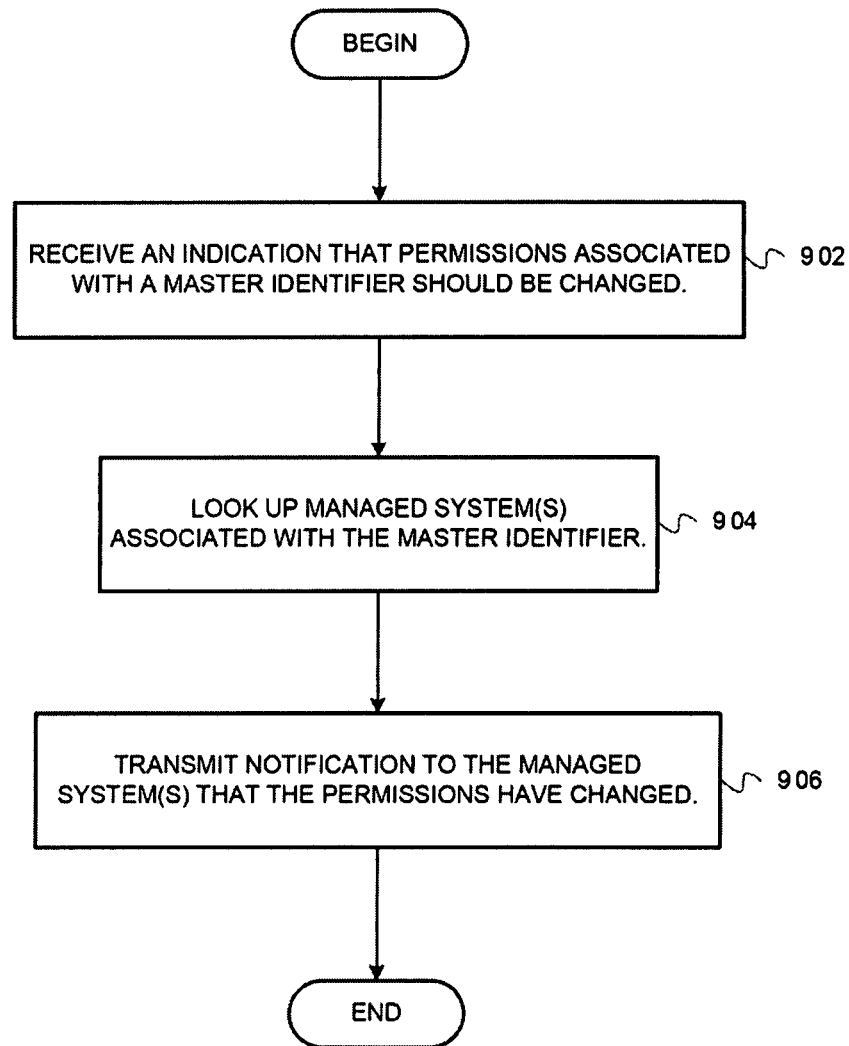 BEGIN
RECEIVE AN INDICATION THAT PERMISSIONS ASSOCIATED
WITH A MASTER IDENTIFIER SHOULD BE CHANGED.
902
LOOK UP MANAGED SYSTEM(S)
ASSOCIATED WITH THE MASTER IDENTIFIER.
904
TRANSMIT NOTIFICATION TO THE MANAGED
SYSTEM(S) THAT THE PERMISSIONS HAVE CHANGED.
906
END